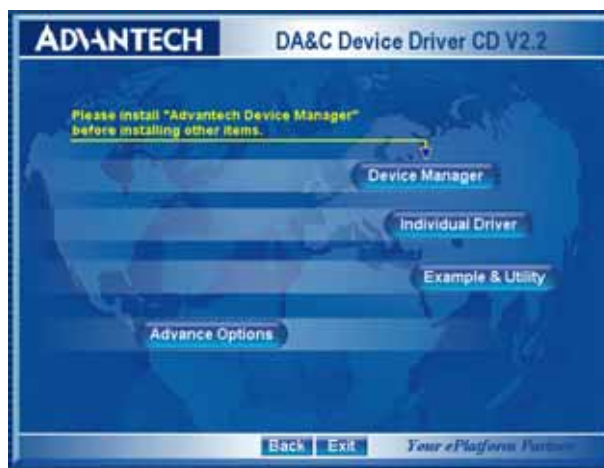 ADVANTECH
DA&C Device Driver CD V2.2
Please install "Advantech Device Manager"
before installing other items.
Device Manager
Individual Driver
Example & Utility
Advance Options
Back Exit
Your ePlatform Partner